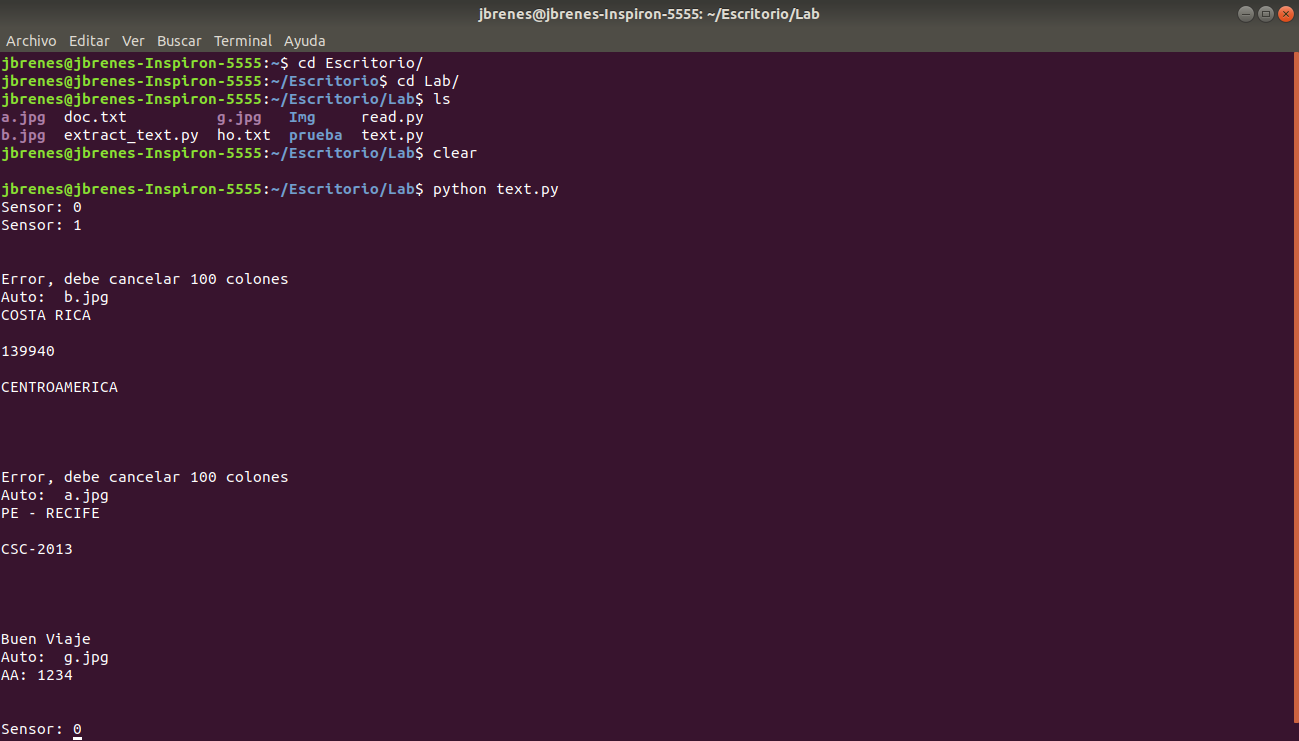 jbrenes@jbrenes-Inspiron-5555: ~/Escritorio/Lab
Archivo Editar Ver Buscar Terminal Ayuda
jbrenes@jbrenes-Inspiron-5555:~$ cd Escritorio/
jbrenes@jbrenes-Inspiron-5555:~/Escritorio$ cd Lab/
jbrenes@jbrenes-Inspiron-5555:~/Escritorio/Lab$ ls
a.jpg  doc.txt          g.jpg   Img     read.py
b.jpg  extract_text.py  ho.txt  prueba  text.py
jbrenes@jbrenes-Inspiron-5555:~/Escritorio/Lab$ clear
jbrenes@jbrenes-Inspiron-5555:~/Escritorio/Lab$ python text.py
Sensor: 0
Sensor: 1
Error, debe cancelar 100 colones
Auto:  b.jpg
COSTA RICA
139940
CENTROAMERICA
Error, debe cancelar 100 colones
Auto:  a.jpg
PE - RECIFE
CSC-2013
Buen Viaje
Auto:  g.jpg
AA: 1234
Sensor: 0